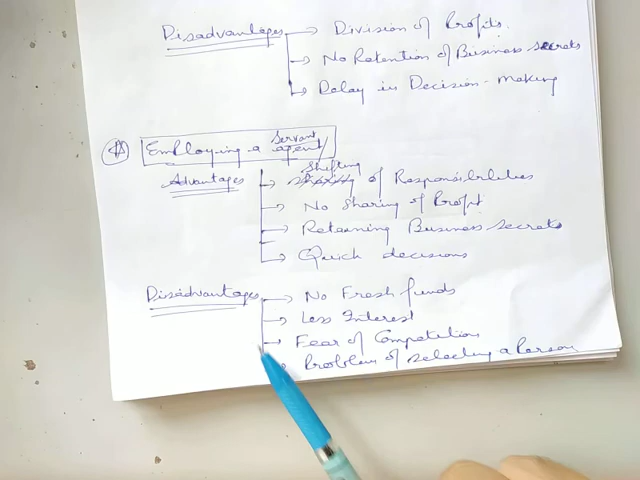 Disadvantages → Division of Profits.
→ No Retention of Business secrets
→ Relay in Decision-making
Servant
Employing a agent/
Shifting
Advantages → of Responsibilities
→ No Sharing of Profit
→ Retaining Business secrets
→ Quick decisions
Disadvantages → No Fresh funds
→ Less Interest
→ Fear of Competition
→ Problem of selecting a Person